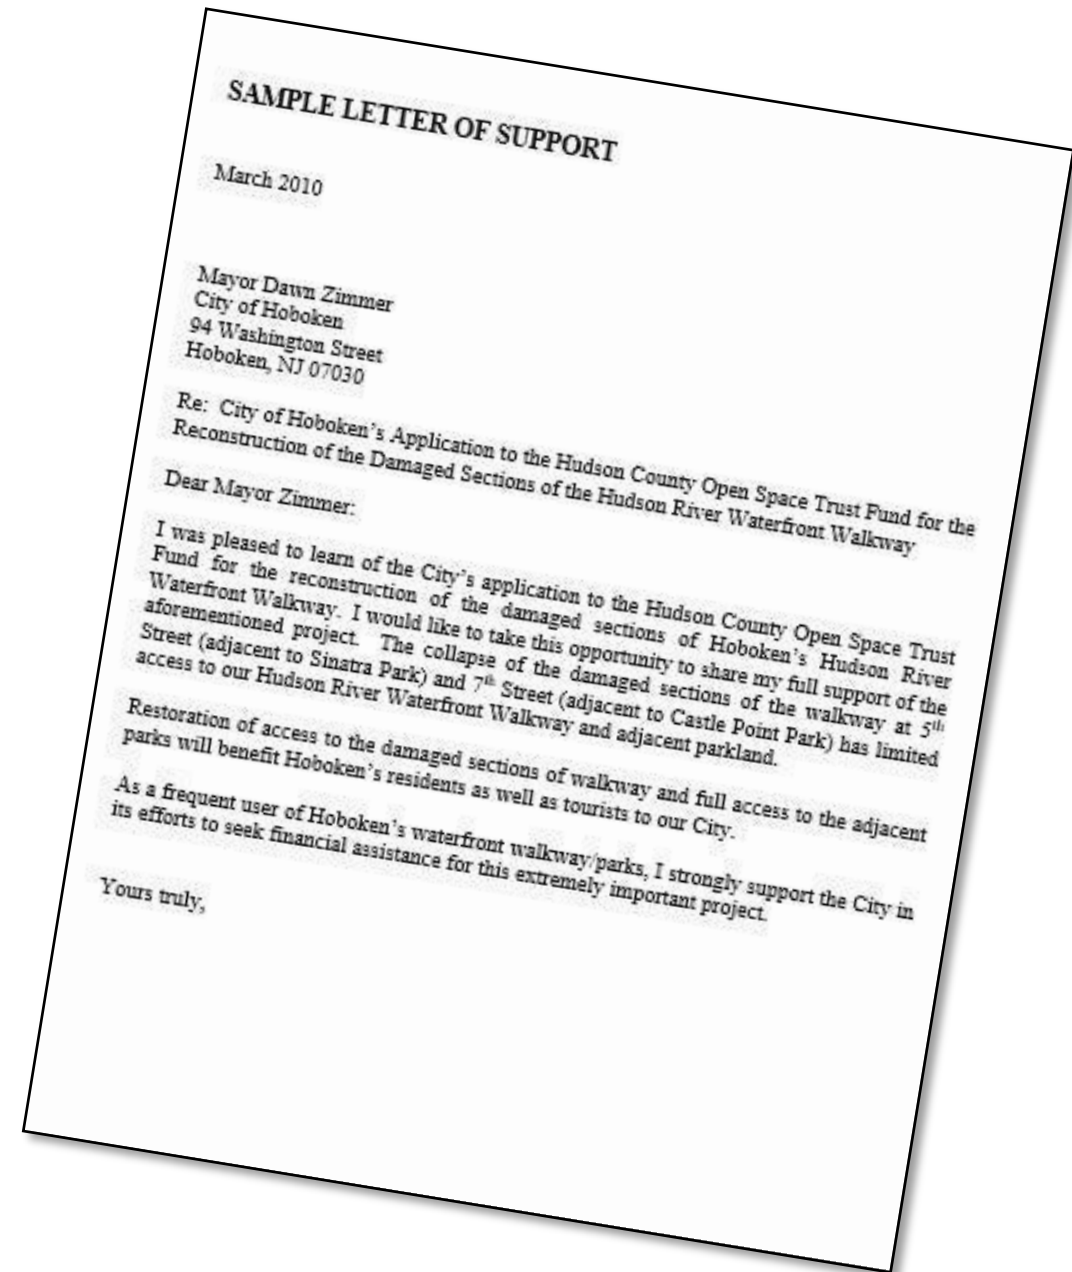 SAMPLE LETTER OF SUPPORT
March 2010
Mayor Dawn Zimmer
City of Hoboken
94 Washington Street
Hoboken, NJ 07030
Re:  City of Hoboken's Application to the Hudson County Open Space Trust Fund for the
Reconstruction of the Damaged Sections of the Hudson River Waterfront Walkway
Dear Mayor Zimmer:
I was pleased to learn of the City's application to the Hudson County Open Space Trust
Fund for the reconstruction of the damaged sections of Hoboken's Hudson River
Waterfront Walkway.  I would like to take this opportunity to share my full support of the
aforementioned project.  The collapse of the damaged sections of the walkway at 5th
Street (adjacent to Sinatra Park) and 7th Street (adjacent to Castle Point Park) has limited
access to our Hudson River Waterfront Walkway and adjacent parkland.
Restoration of access to the damaged sections of walkway and full access to the adjacent
parks will benefit Hoboken's residents as well as tourists to our City.
As a frequent user of Hoboken's waterfront walkway/parks, I strongly support the City in
its efforts to seek financial assistance for this extremely important project.
Yours truly,